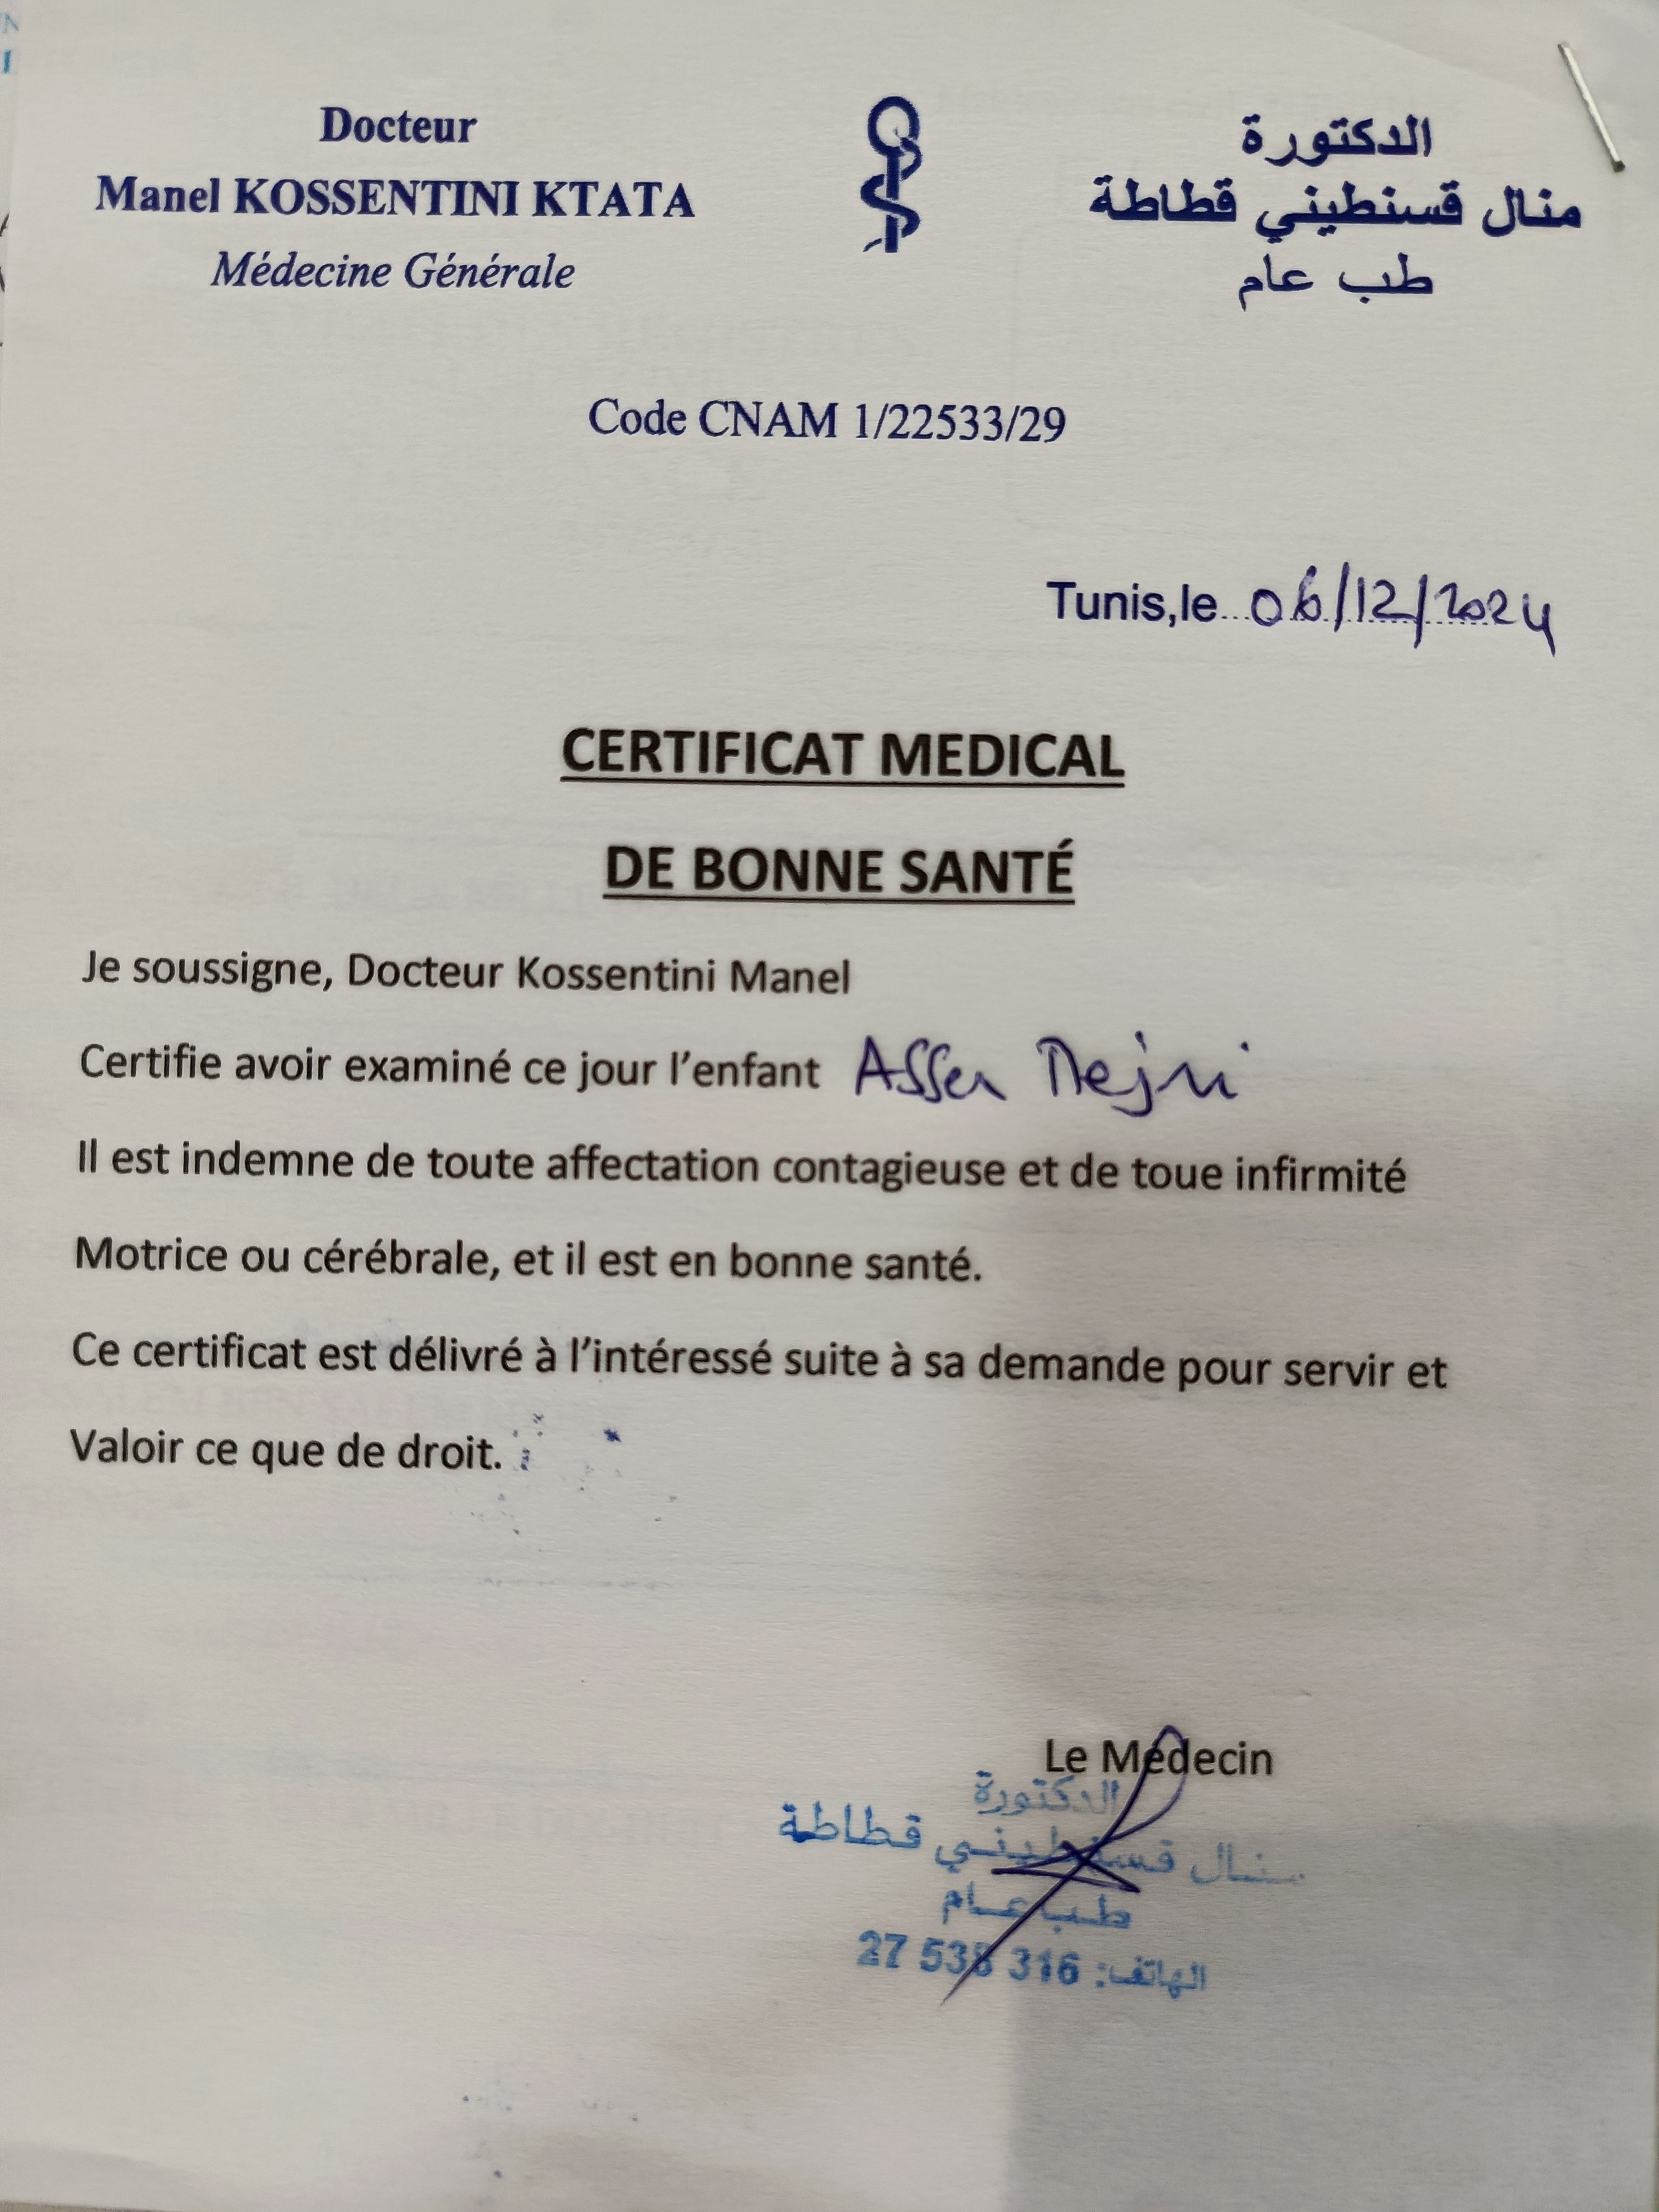 Docteur
Manel KOSSENTINI KTATA
Médecine Générale
الدكتورة
منال قسنطيني قطاطة
طب عام
Code CNAM 1/22533/29
Tunis,le 06/12/2024
CERTIFICAT MEDICAL
DE BONNE SANTÉ
Je soussigne, Docteur Kossentini Manel
Certifie avoir examiné ce jour l'enfant Asser Mejri
Il est indemne de toute affectation contagieuse et de toue infirmité
Motrice ou cérébrale, et il est en bonne santé.
Ce certificat est délivré à l'intéressé suite à sa demande pour servir et
Valoir ce que de droit.
Le Médecin
الدكتورة
منال قسنطيني قطاطة
طب عام
الهاتف: 27 538 316